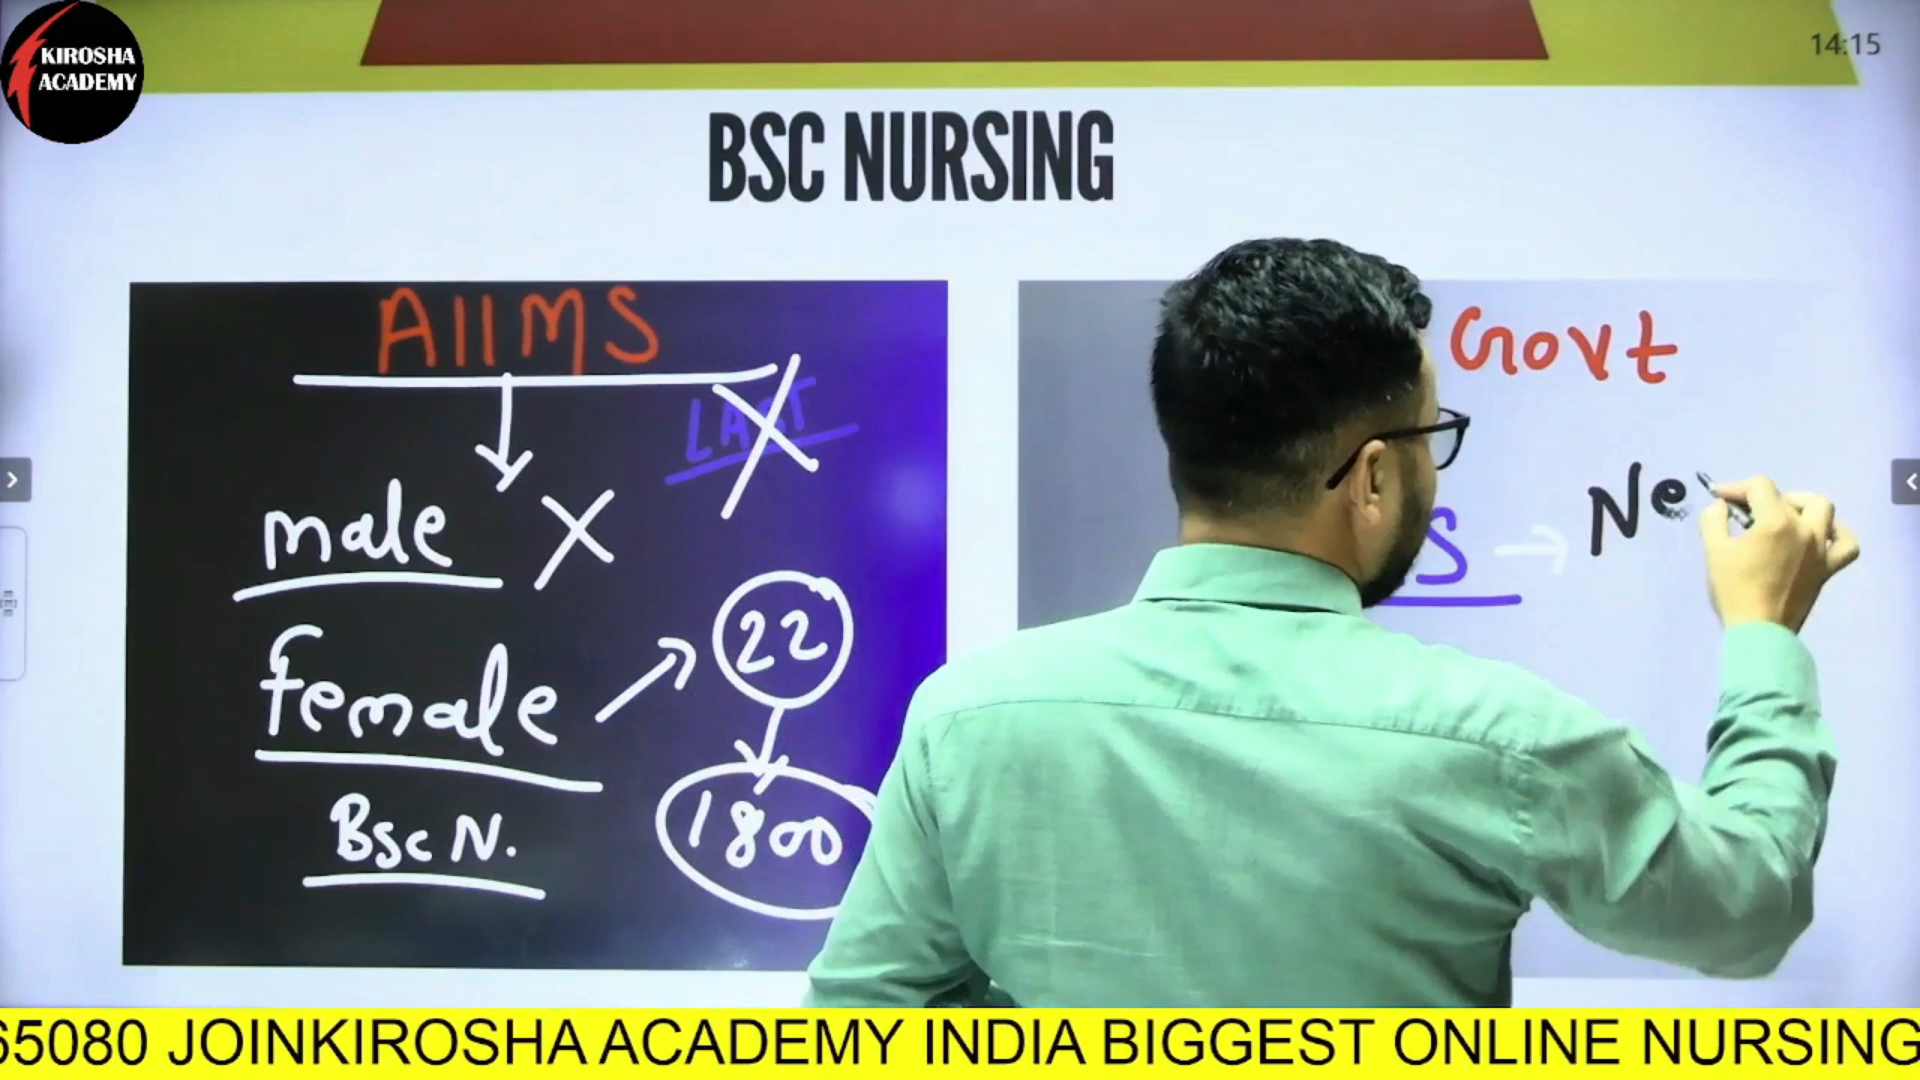 KIROSHA
ACADEMY
14:15
BSC NURSING
AIIMS
LAST
male X
female → 22
1800
Bsc N.
Govt
S → Ne
65080 JOINKIROSHA ACADEMY INDIA BIGGEST ONLINE NURSING